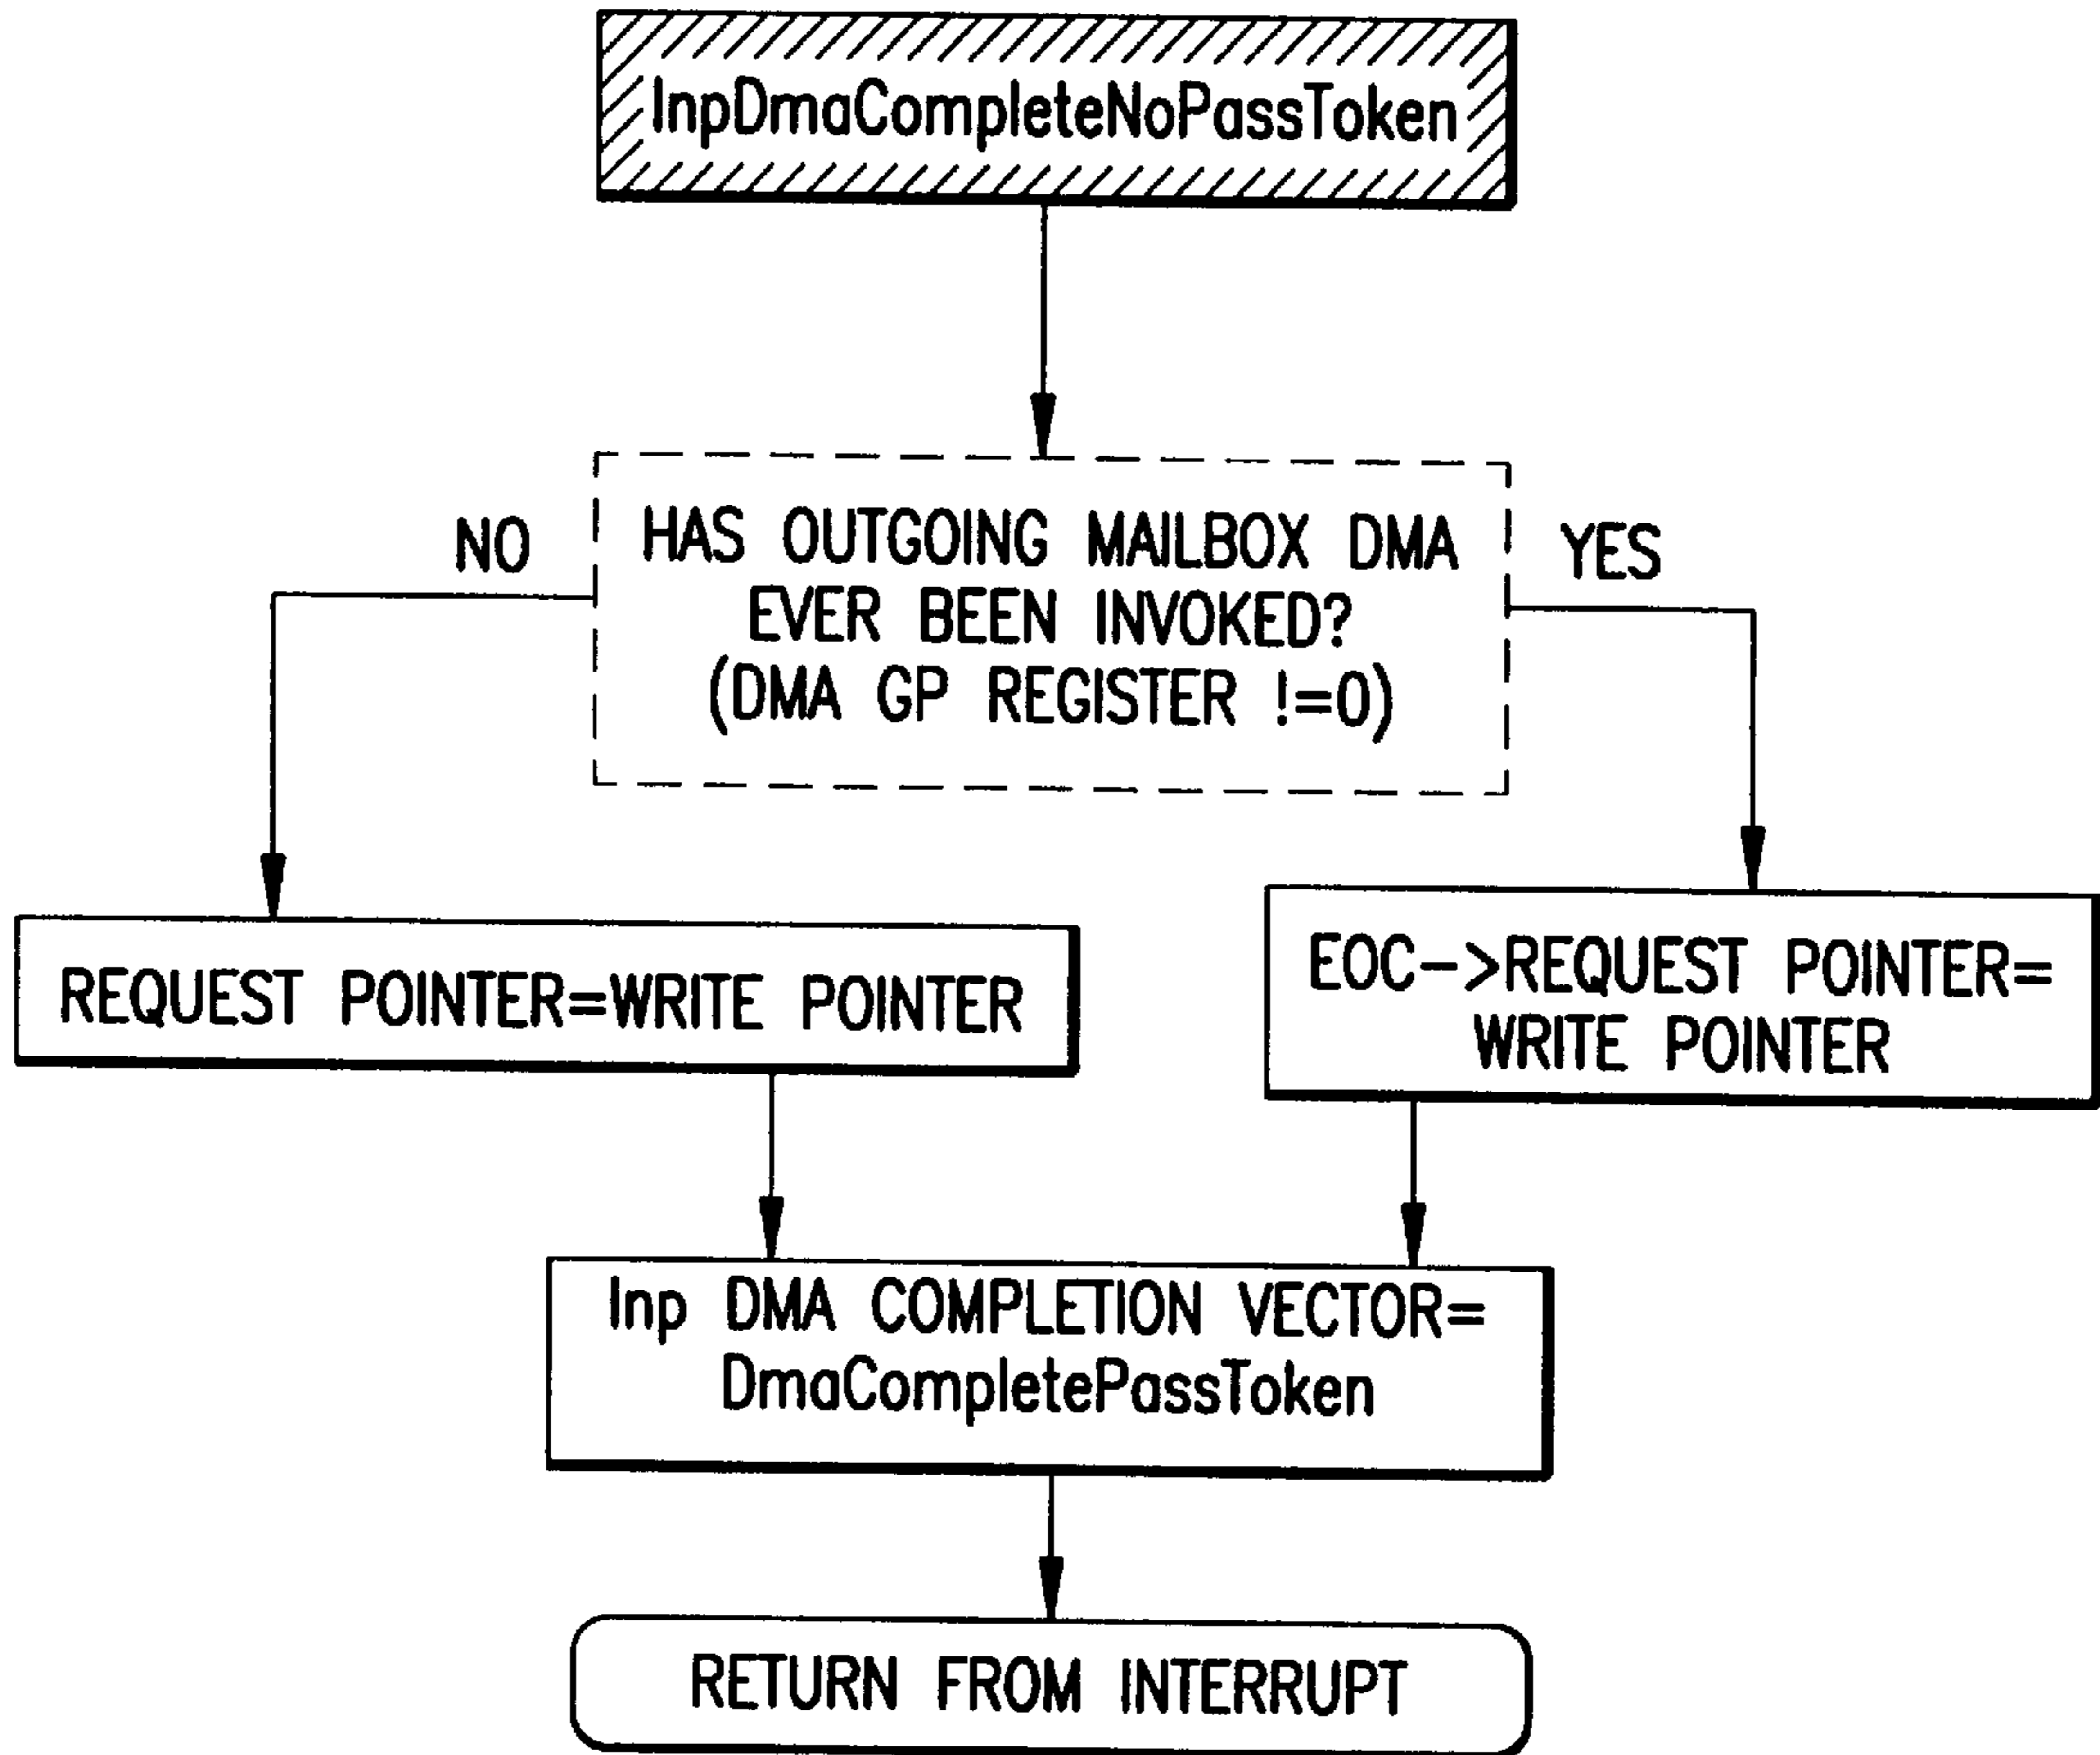 InpDmaCompleteNoPassToken
NO
HAS OUTGOING MAILBOX DMA
EVER BEEN INVOKED?
(DMA GP REGISTER !=0)
YES
REQUEST POINTER=WRITE POINTER
EOC->REQUEST POINTER=
WRITE POINTER
Inp DMA COMPLETION VECTOR=
DmaCompletePassToken
RETURN FROM INTERRUPT